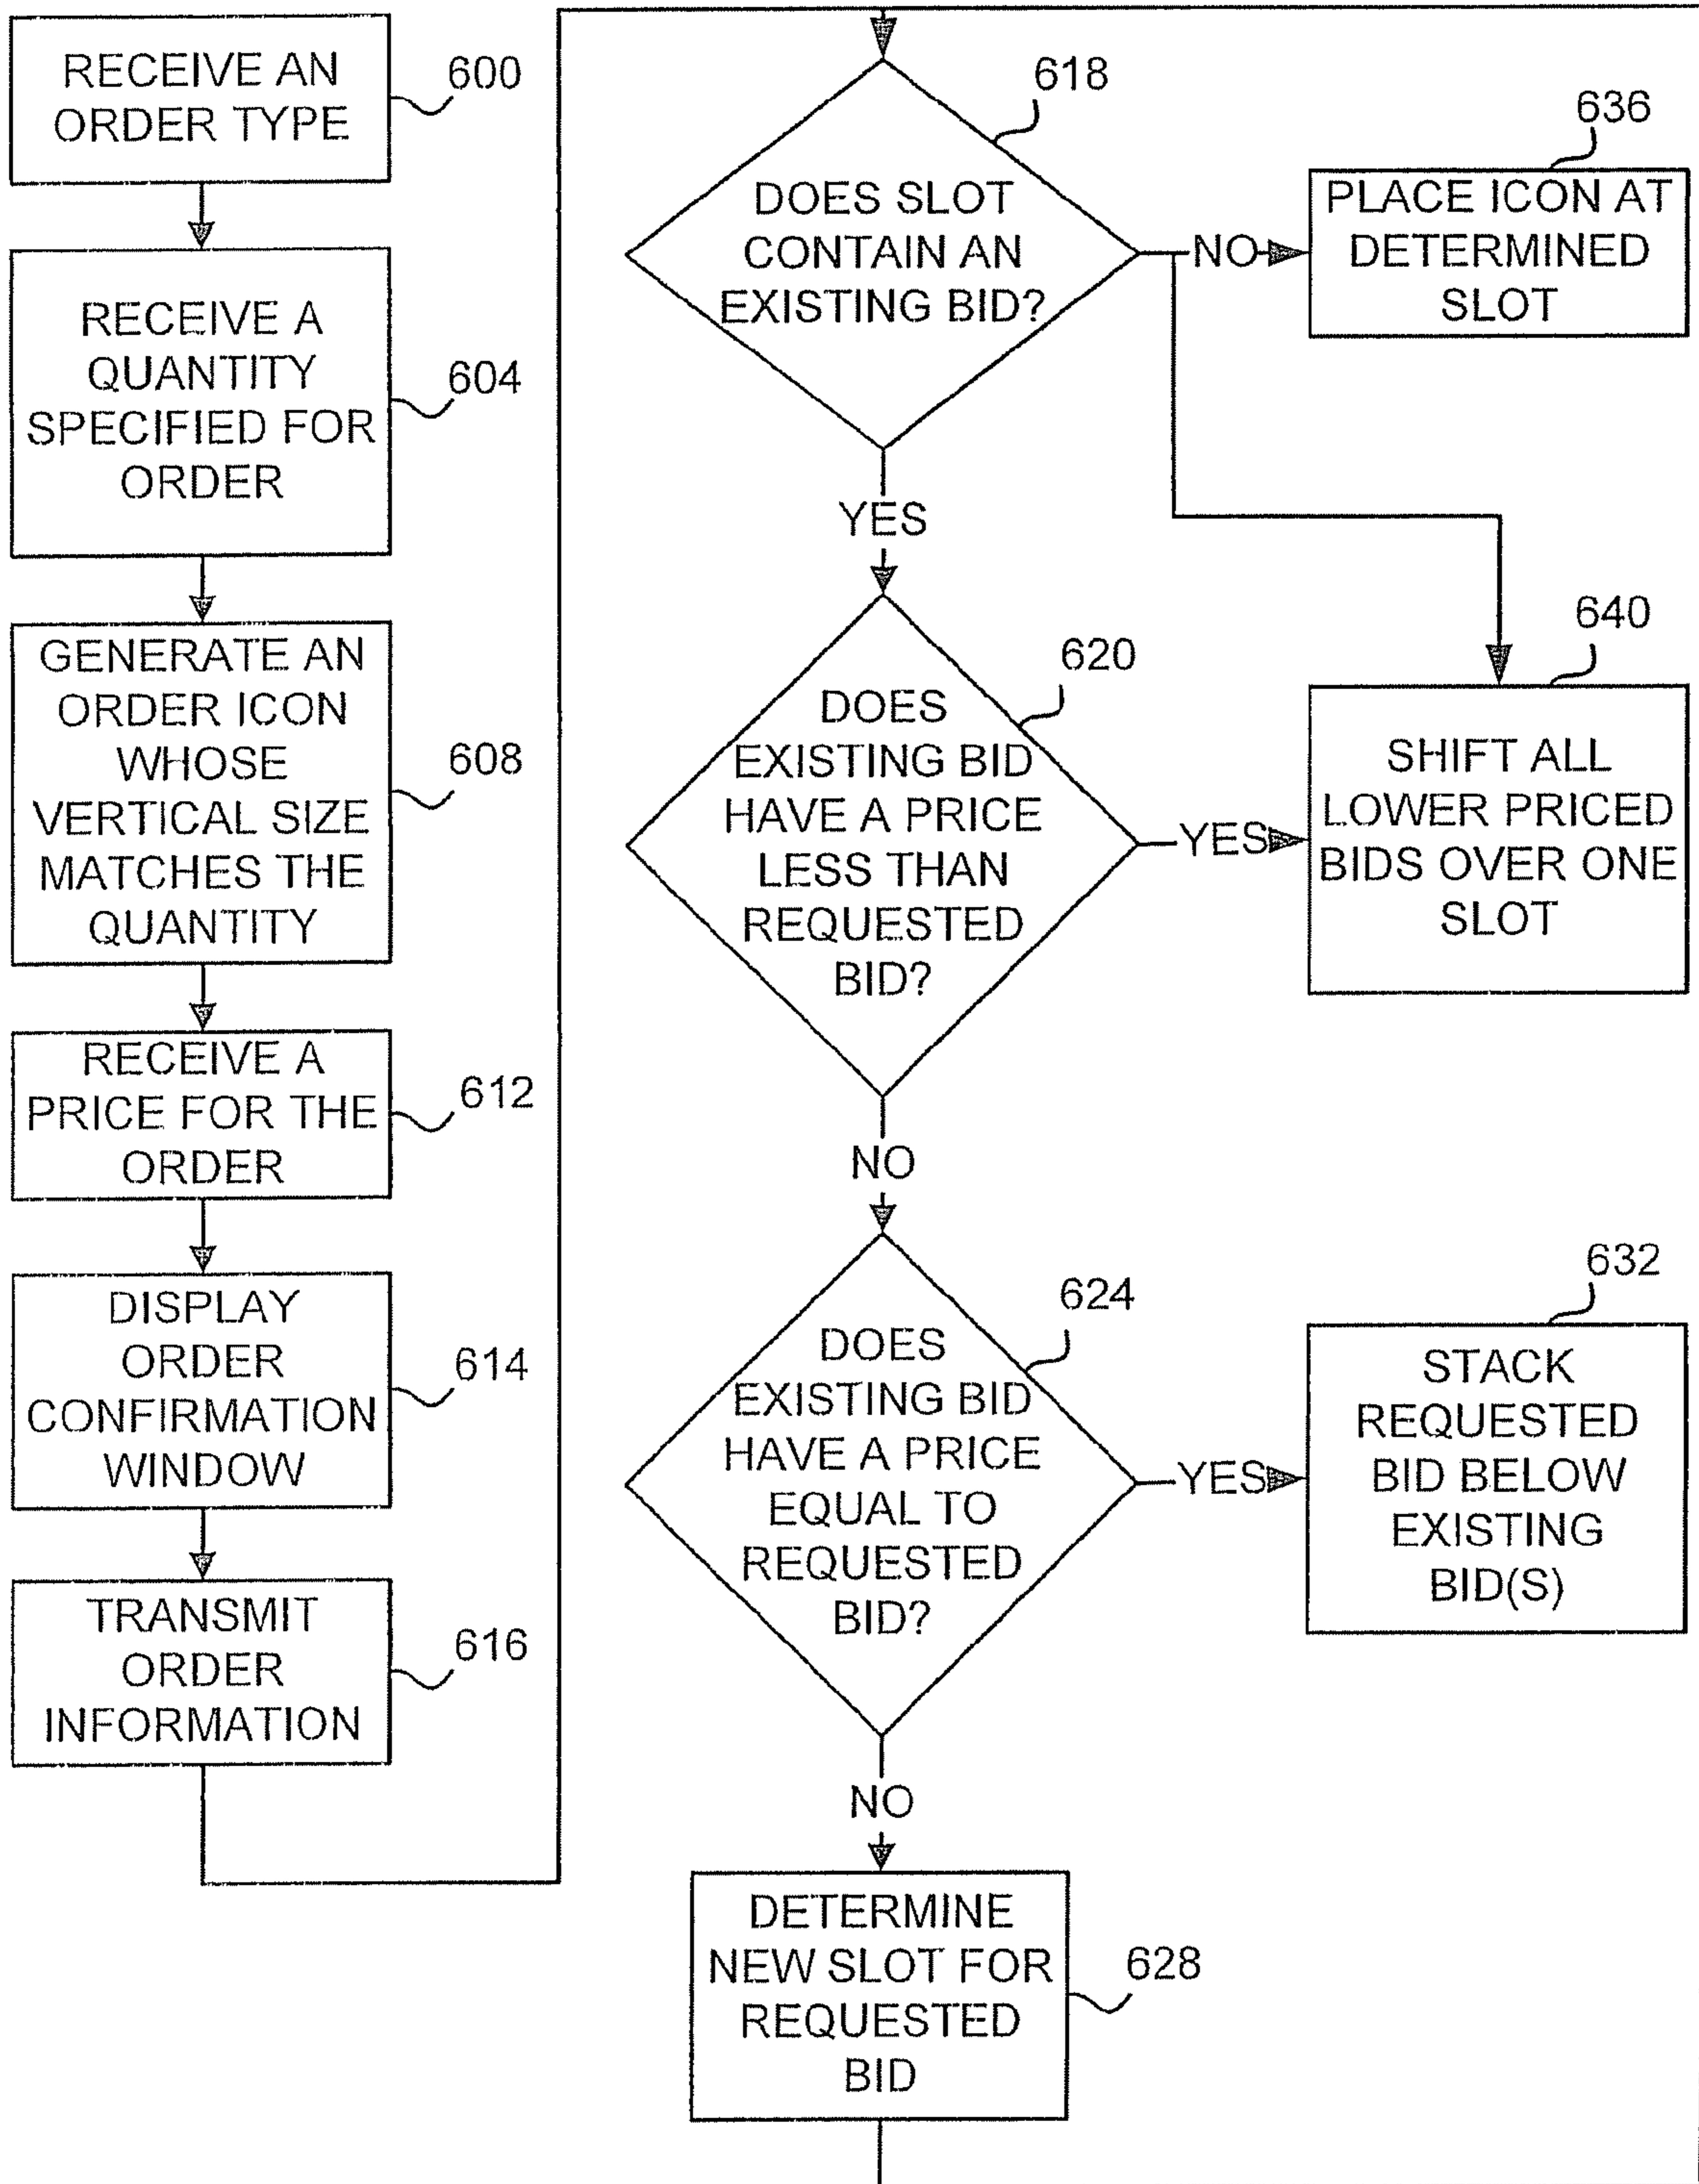 RECEIVE AN
ORDER TYPE
600
RECEIVE A
QUANTITY
SPECIFIED FOR
ORDER
604
GENERATE AN
ORDER ICON
WHOSE
VERTICAL SIZE
MATCHES THE
QUANTITY
608
RECEIVE A
PRICE FOR THE
ORDER
612
DISPLAY
ORDER
CONFIRMATION
WINDOW
614
TRANSMIT
ORDER
INFORMATION
616
618
DOES SLOT
CONTAIN AN
EXISTING BID?
NO
636
PLACE ICON AT
DETERMINED
SLOT
YES
620
DOES
EXISTING BID
HAVE A PRICE
LESS THAN
REQUESTED
BID?
YES
640
SHIFT ALL
LOWER PRICED
BIDS OVER ONE
SLOT
NO
624
DOES
EXISTING BID
HAVE A PRICE
EQUAL TO
REQUESTED
BID?
YES
632
STACK
REQUESTED
BID BELOW
EXISTING
BID(S)
NO
DETERMINE
NEW SLOT FOR
REQUESTED
BID
628